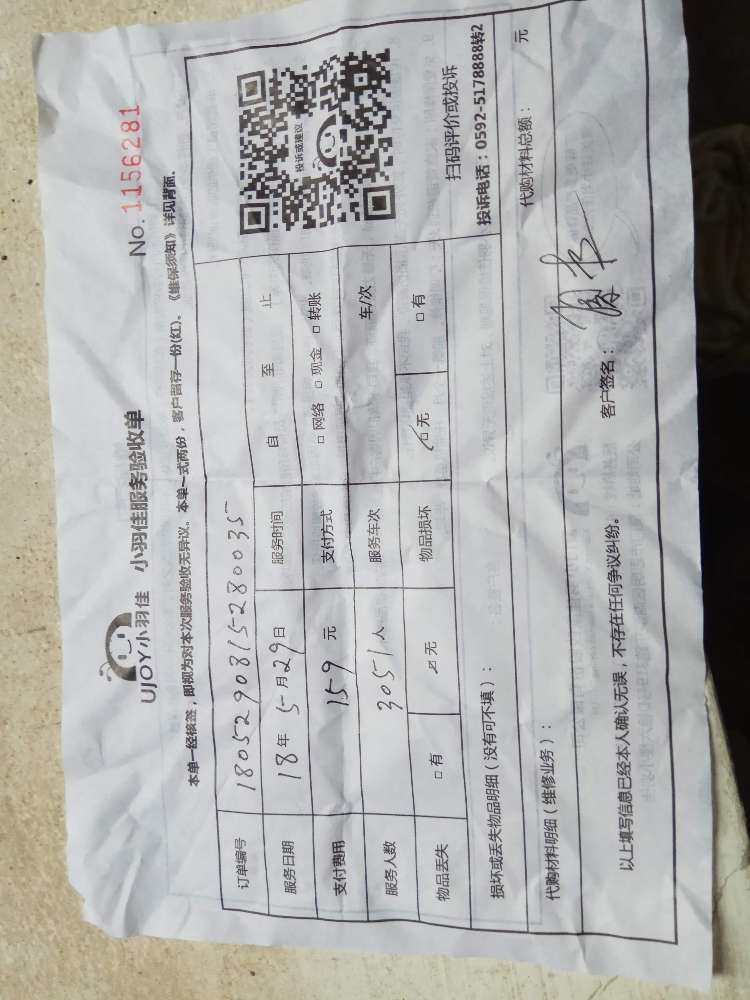 UJOY小羽佳 小羽佳服务验收单
No. 1156281
本单一经核签，即视为对本次服务验收无异议。本单一式两份，客户留存一份(红)。《维保须知》详见背面。
订单编号 1805290815280035
服务日期 18年 5月29日 服务时间 自 至 止
支付费用 159 元 支付方式 □ 网络 □ 现金 □ 转账
服务人数 3051人 服务车次 车/次
物品丢失 □有 ☑无 物品损坏 ☑无 □有
投诉或建议
扫码评价或投诉
投诉电话：0592-5178888转2
损坏或丢失物品明细（没有可不填）：
代购材料明细（维修业务）： 代购材料总额： 元
以上填写信息已经本人确认无误，不存在任何争议纠纷。 客户签名：